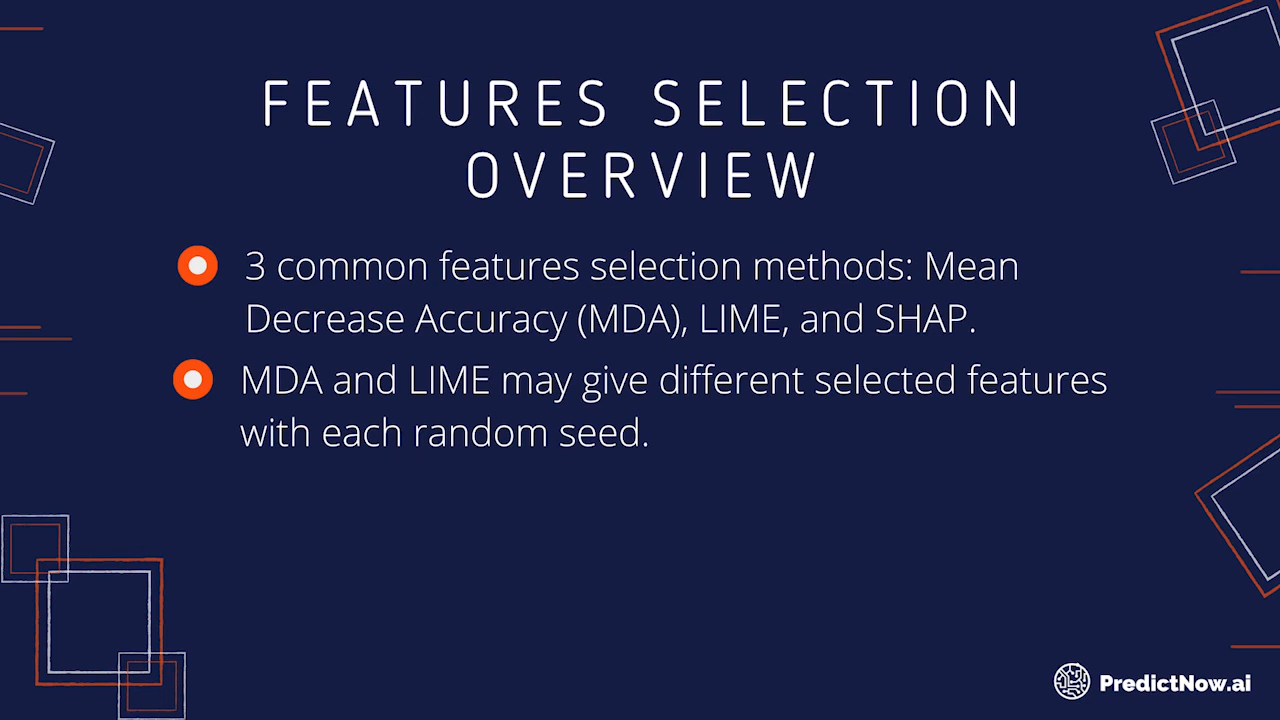 FEATURES SELECTION
OVERVIEW
3 common features selection methods: Mean
Decrease Accuracy (MDA), LIME, and SHAP.
MDA and LIME may give different selected features
with each random seed.
PredictNow.ai